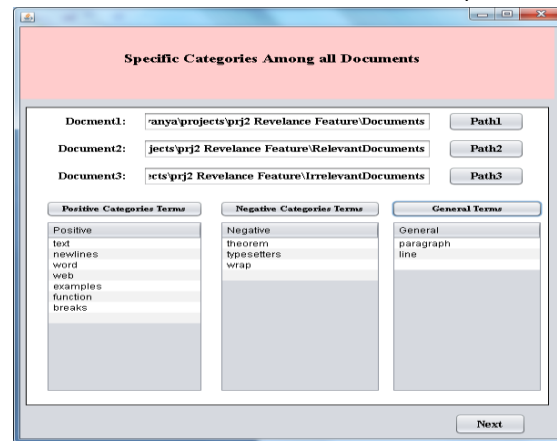 Specific Categories Among all Documents
Docment1: ranya\projects\prj2 Revelance Feature\Documents Path1
Document2: jects\prj2 Revelance Feature\RelevantDocuments Path2
Document3: cts\prj2 Revelance Feature\IrrelevantDocuments Path3
Positive Categories Terms Negative Categories Terms General Terms
Positive Negative General
text theorem paragraph
newlines typesetters line
word wrap
web
examples
function
breaks
Next